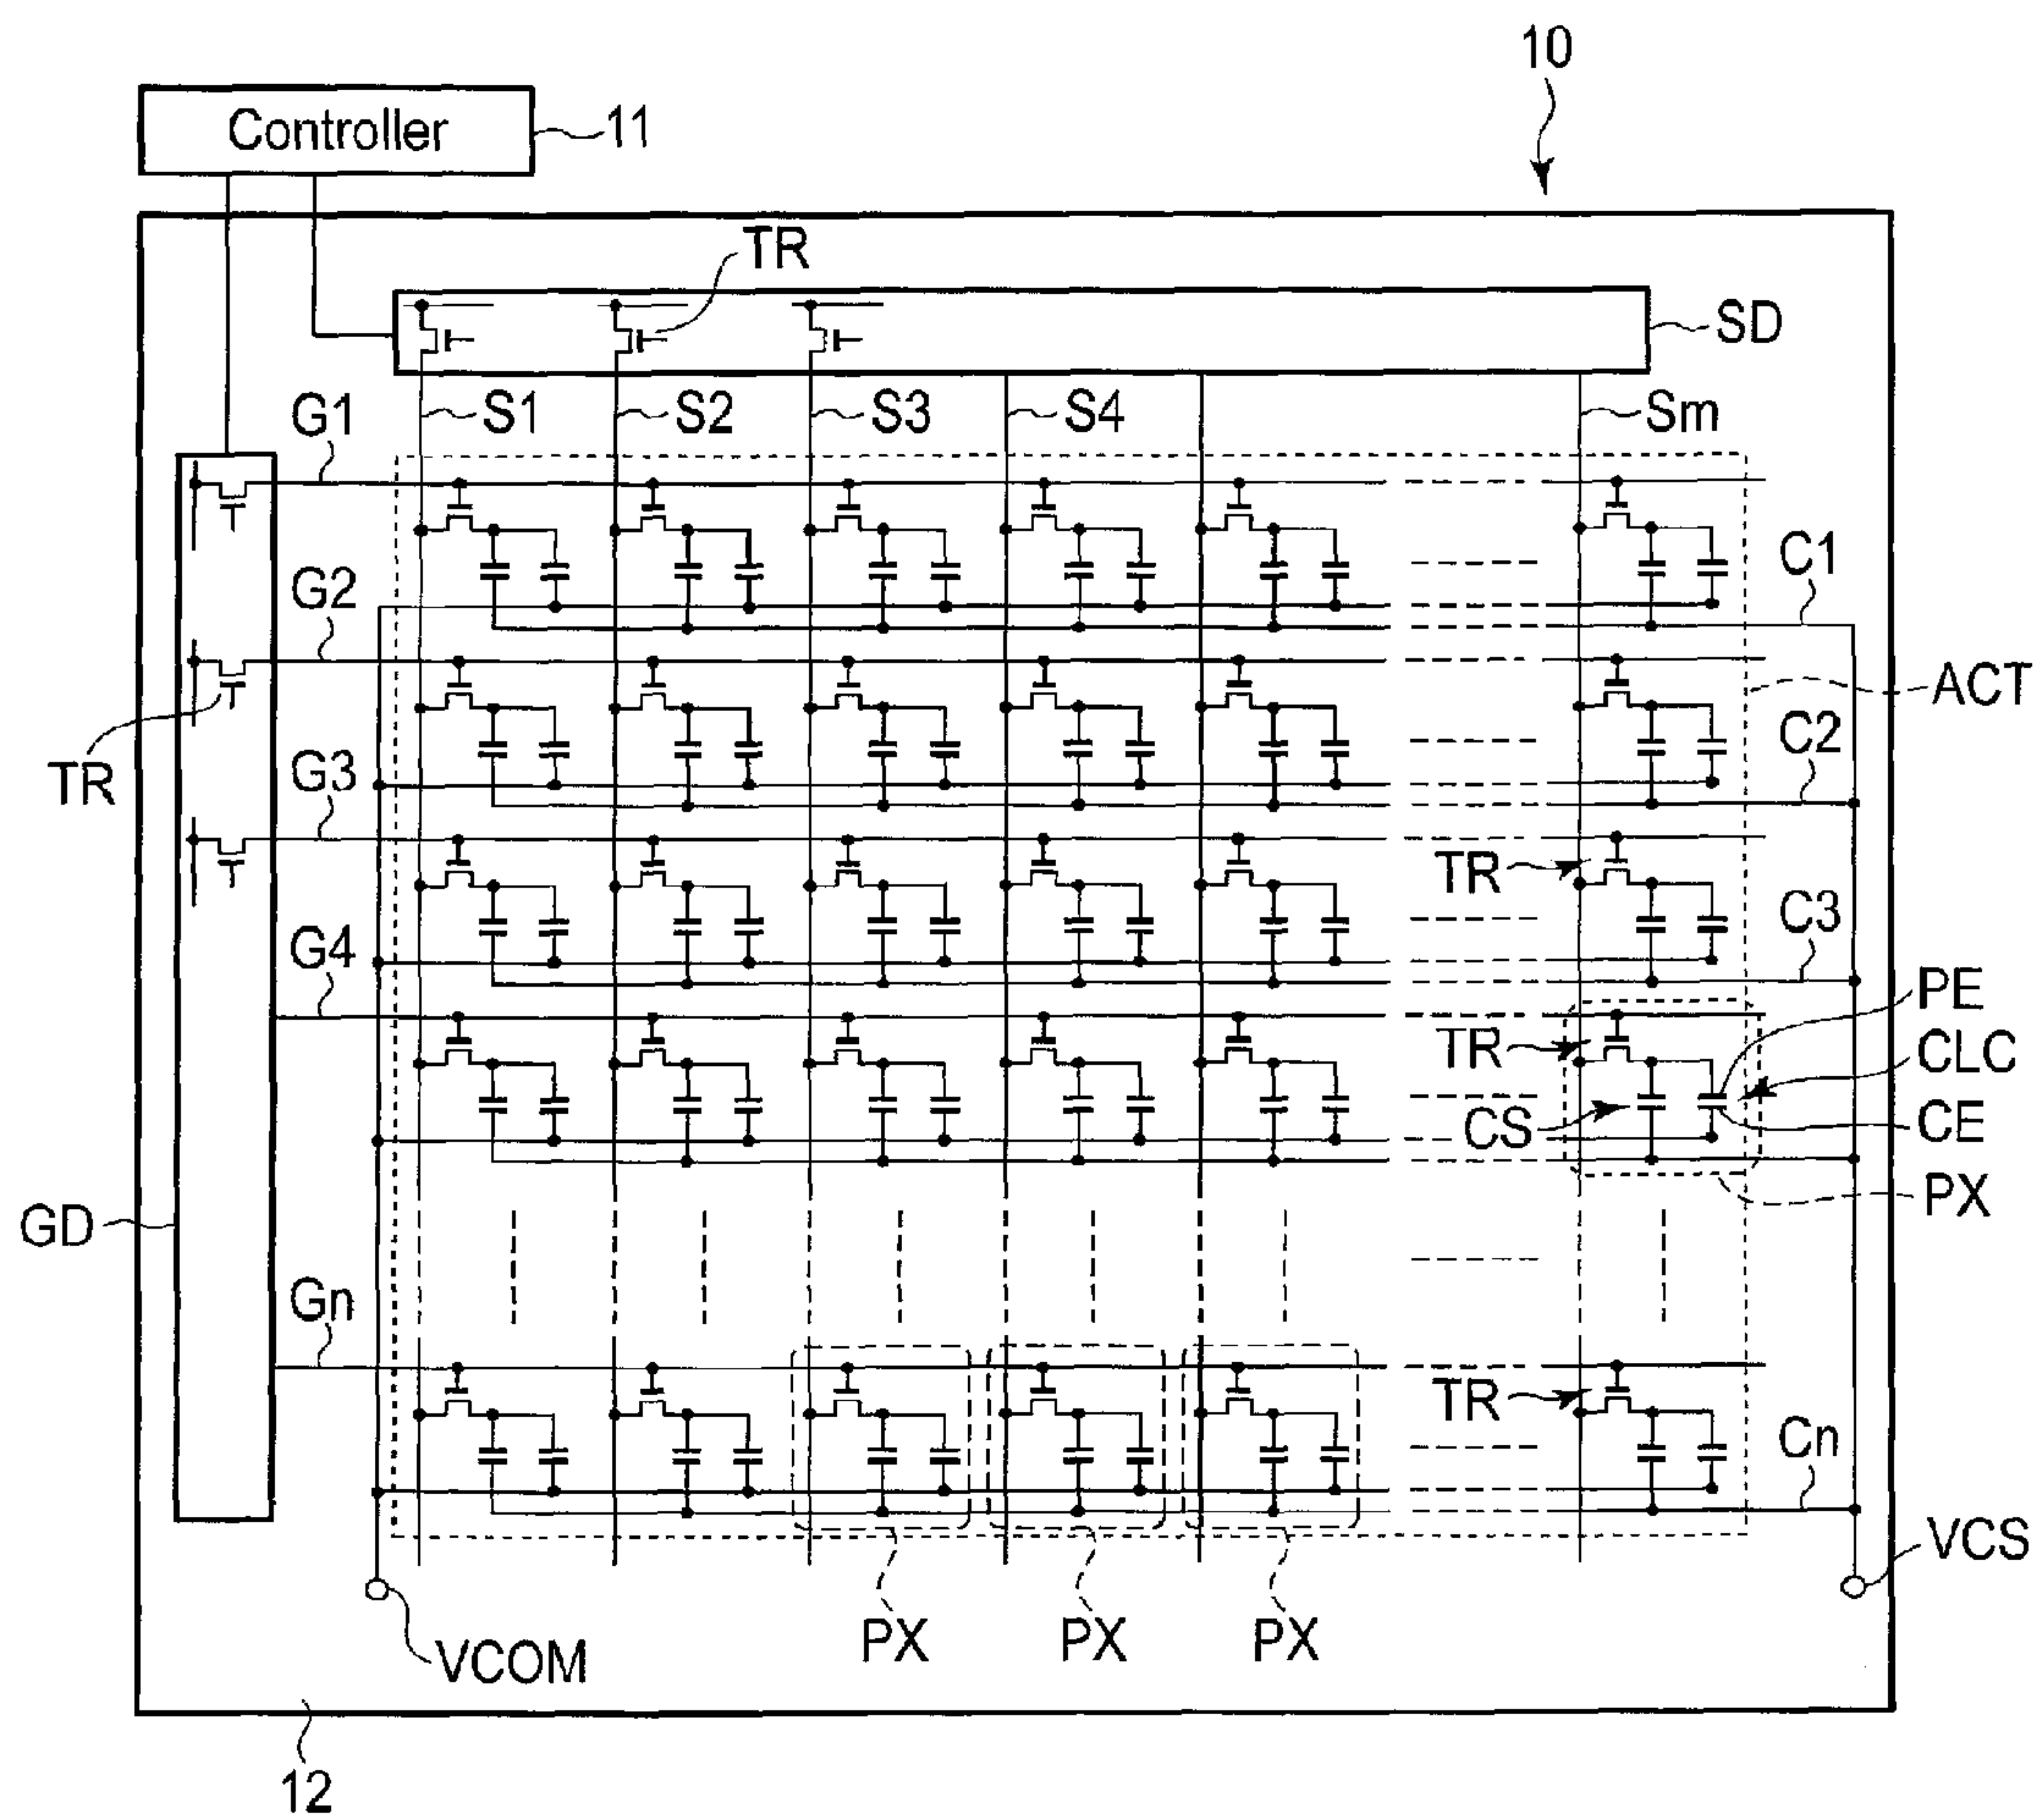 10
Controller
11
TR
SD
S1
S2
S3
S4
Sm
G1
C1
G2
ACT
C2
TR
G3
TR
C3
G4
PE
TR
CLC
CS
CE
PX
GD
Gn
TR
Cn
VCS
PX
PX
PX
VCOM
12